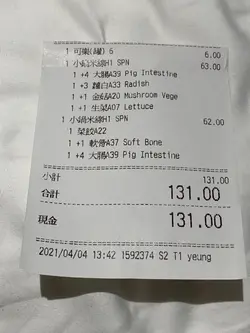 1 可樂(罐) 6 6.00
1 小鍋米線H1 SPN 63.00
1 +4 大腸A39 Pig Intestine
1 +3 蘿白A33 Radish
1 +1 金菇A20 Mushroom Vege
1 +1 生菜A07 Lettuce
1 小鍋米線H1 SPN 62.00
1 菜餃A22
1 +1 軟骨A37 Soft Bone
1 +4 大腸A39 Pig Intestine
小計 131.00
合計 131.00
現金 131.00
2021/04/04 13:42 1592374 S2 T1 yeung